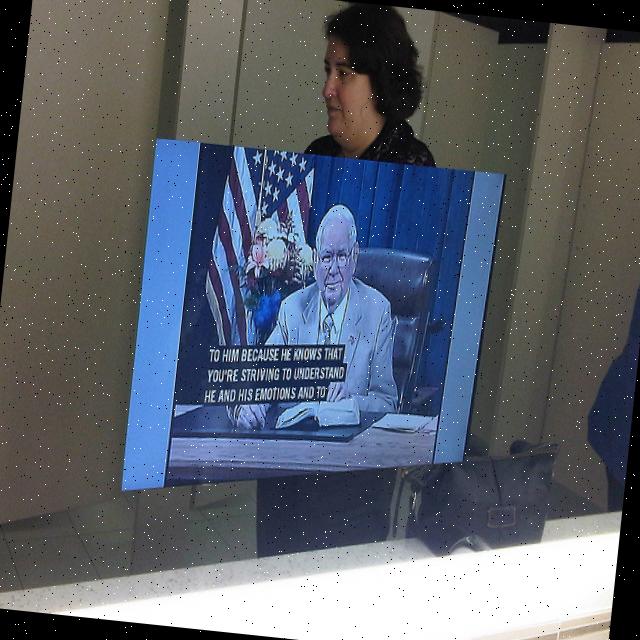 TO HIM BECAUSE HE KNOWS THAT
YOU'RE STRIVING TO UNDERSTAND
HE AND HIS EMOTIONS AND TO